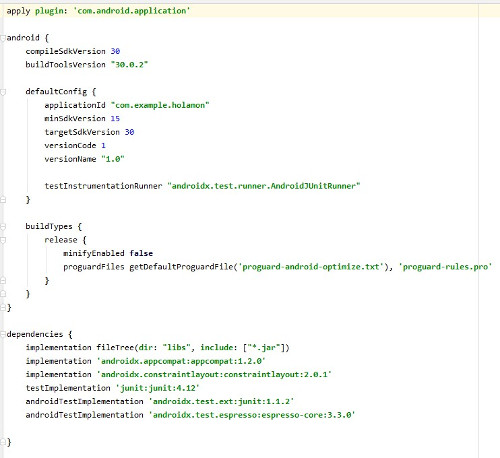 apply plugin: 'com.android.application'
android {
compileSdkVersion 30
buildToolsVersion "30.0.2"
defaultConfig {
applicationId "com.example.holamon"
minSdkVersion 15
targetSdkVersion 30
versionCode 1
versionName "1.0"
testInstrumentationRunner "androidx.test.runner.AndroidJUnitRunner"
}
buildTypes {
release {
minifyEnabled false
proguardFiles getDefaultProguardFile('proguard-android-optimize.txt'), 'proguard-rules.pro'
}
}
}
dependencies {
implementation fileTree(dir: "libs", include: ["*.jar"])
implementation 'androidx.appcompat:appcompat:1.2.0'
implementation 'androidx.constraintlayout:constraintlayout:2.0.1'
testImplementation 'junit:junit:4.12'
androidTestImplementation 'androidx.test.ext:junit:1.1.2'
androidTestImplementation 'androidx.test.espresso:espresso-core:3.3.0'
}